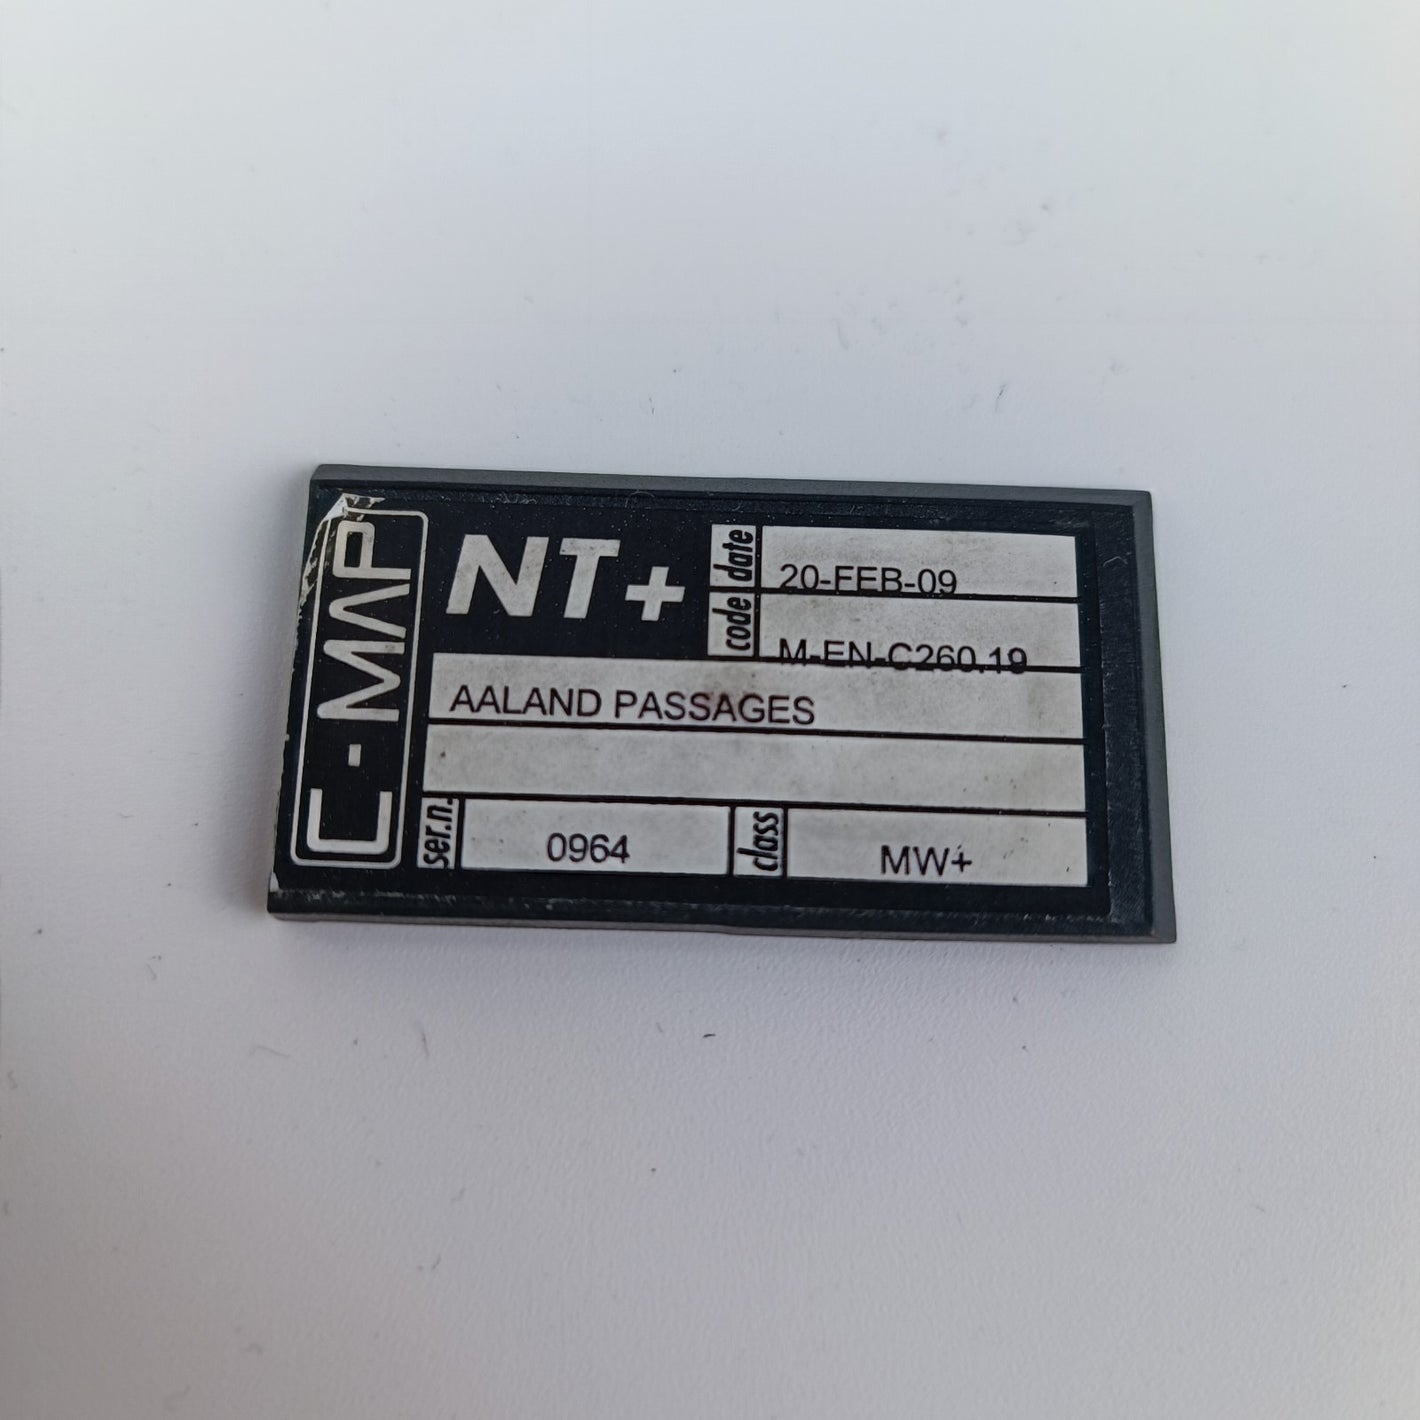 C-MAP
NT+
date 20-FEB-09
code M-EN-C260.19
AALAND PASSAGES
ser.n. 0964 class MW+